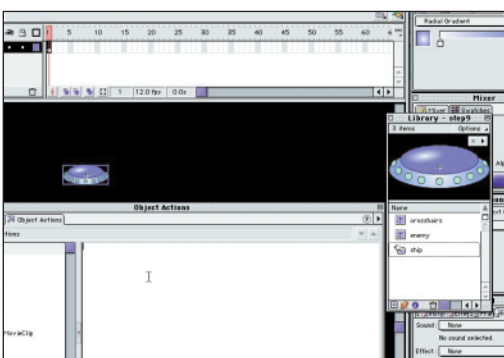 Radial Gradient
5 10 15 20 25 30 35 40 45 50 55 60 6
1 12.0 fps 0.0s
Mixer
Mixer Swatches
Library - step9
3 items Options
Object Actions
Object Actions
Name
crosshairs
enemy
ship
MovieClip
Sound: None
No sound selected.
Effect: None